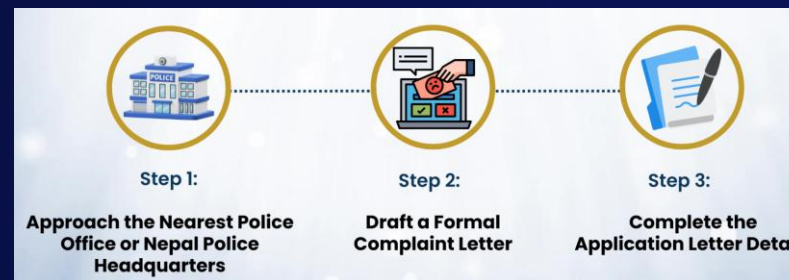 POLICE
Step 1:
Approach the Nearest Police
Office or Nepal Police
Headquarters
Step 2:
Draft a Formal
Complaint Letter
Step 3:
Complete the
Application Letter Deta